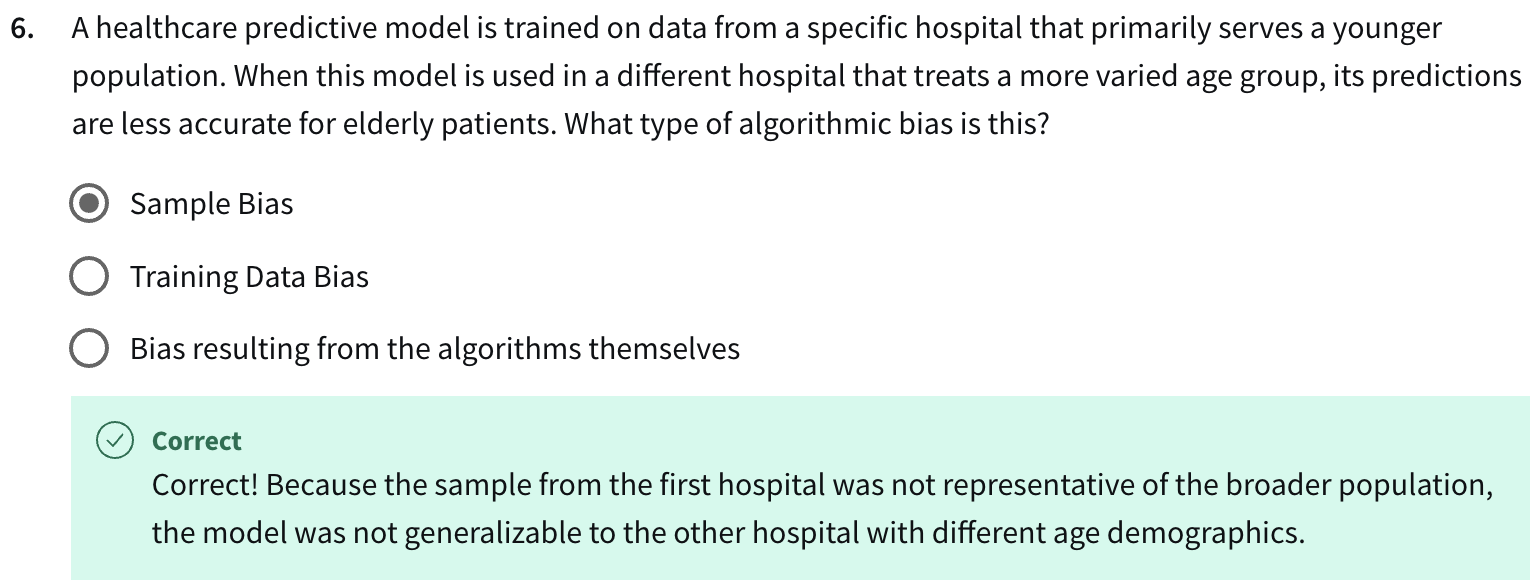 6. A healthcare predictive model is trained on data from a specific hospital that primarily serves a younger
population. When this model is used in a different hospital that treats a more varied age group, its predictions
are less accurate for elderly patients. What type of algorithmic bias is this?
Sample Bias
Training Data Bias
Bias resulting from the algorithms themselves
Correct
Correct! Because the sample from the first hospital was not representative of the broader population,
the model was not generalizable to the other hospital with different age demographics.